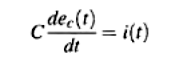 C de_c(t)/dt = i(t)